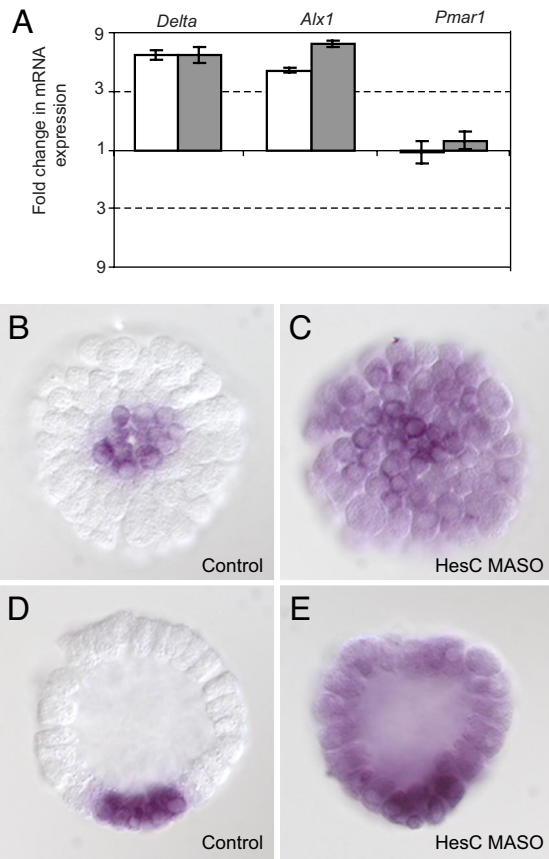 A
Delta Alx1 Pmar1
Fold change in mRNA
expression
9
3
1
3
9
B
Control
C
HesC MASO
D
Control
E
HesC MASO